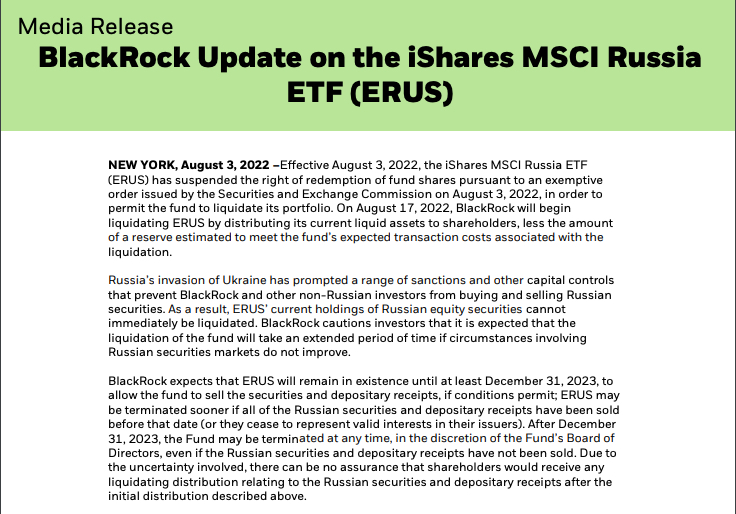 Media Release
BlackRock Update on the iShares MSCI Russia
ETF (ERUS)
NEW YORK, August 3, 2022 –Effective August 3, 2022, the iShares MSCI Russia ETF
(ERUS) has suspended the right of redemption of fund shares pursuant to an exemptive
order issued by the Securities and Exchange Commission on August 3, 2022, in order to
permit the fund to liquidate its portfolio. On August 17, 2022, BlackRock will begin
liquidating ERUS by distributing its current liquid assets to shareholders, less the amount
of a reserve estimated to meet the fund's expected transaction costs associated with the
liquidation.
Russia's invasion of Ukraine has prompted a range of sanctions and other capital controls
that prevent BlackRock and other non-Russian investors from buying and selling Russian
securities. As a result, ERUS' current holdings of Russian equity securities cannot
immediately be liquidated. BlackRock cautions investors that it is expected that the
liquidation of the fund will take an extended period of time if circumstances involving
Russian securities markets do not improve.
BlackRock expects that ERUS will remain in existence until at least December 31, 2023, to
allow the fund to sell the securities and depositary receipts, if conditions permit; ERUS may
be terminated sooner if all of the Russian securities and depositary receipts have been sold
before that date (or they cease to represent valid interests in their issuers). After December
31, 2023, the Fund may be terminated at any time, in the discretion of the Fund's Board of
Directors, even if the Russian securities and depositary receipts have not been sold. Due to
the uncertainty involved, there can be no assurance that shareholders would receive any
liquidating distribution relating to the Russian securities and depositary receipts after the
initial distribution described above.